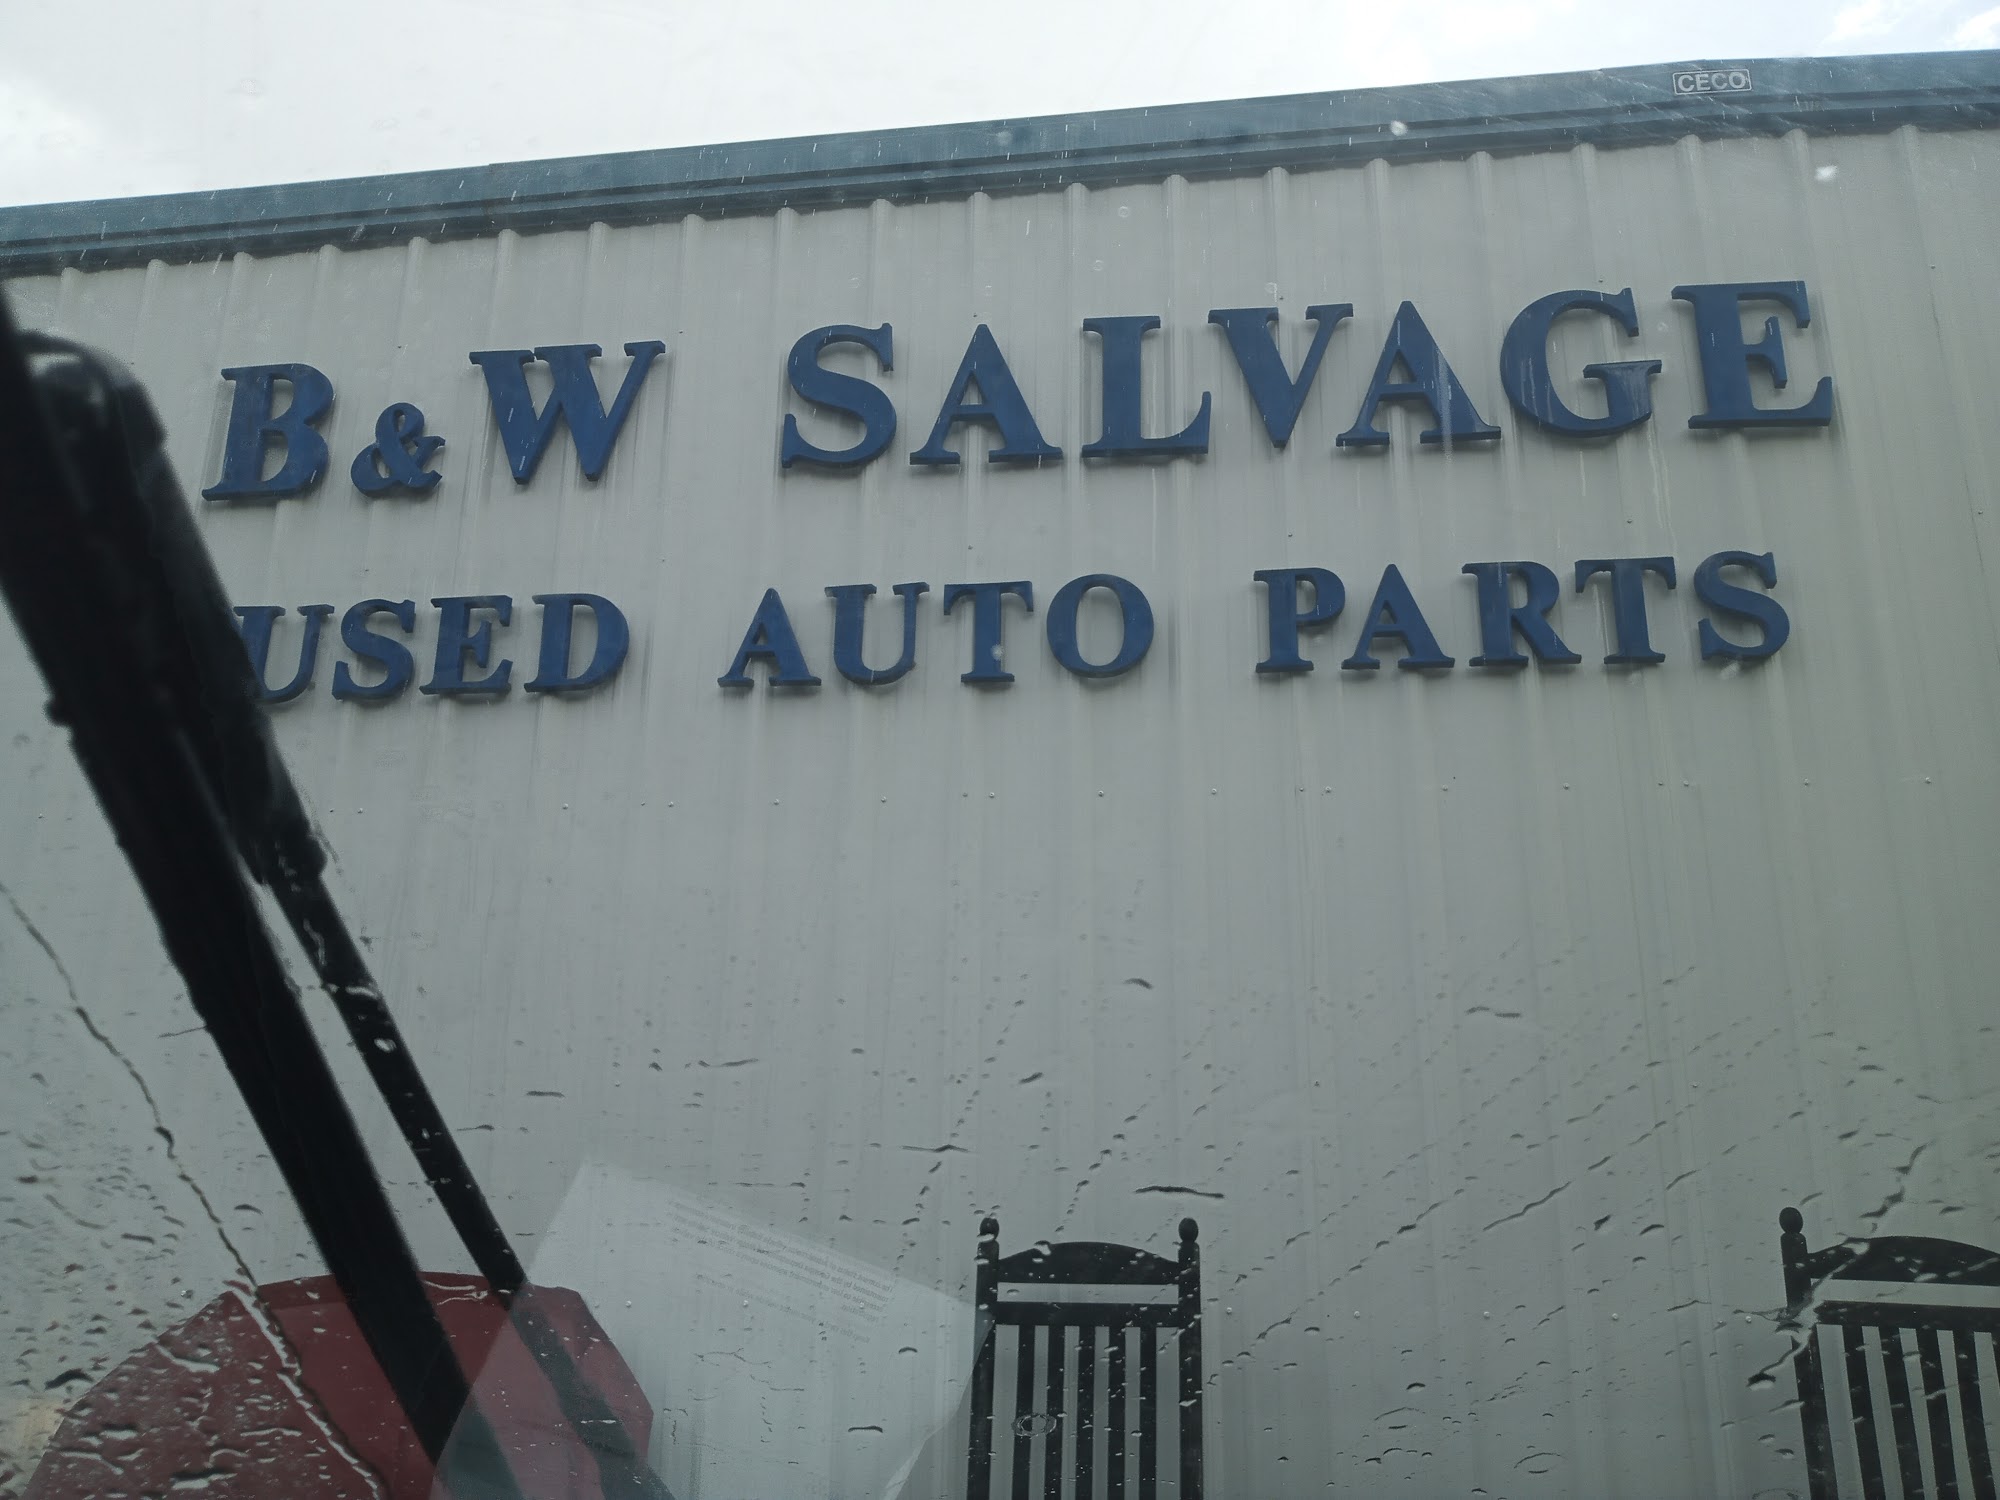 CECO
B & W SALVAGE
USED AUTO PARTS